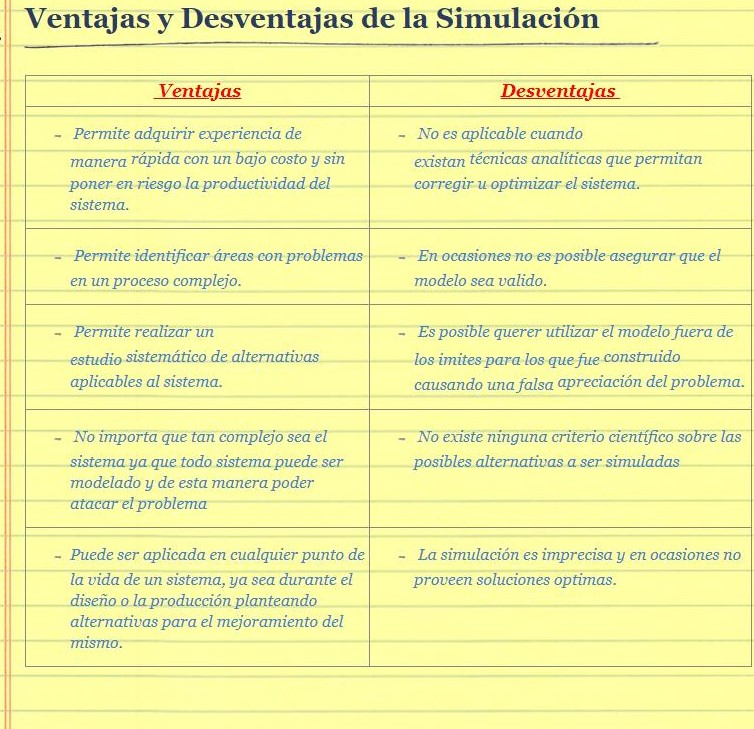 Ventajas y Desventajas de la Simulación
Ventajas
- Permite adquirir experiencia de
manera rápida con un bajo costo y sin
poner en riesgo la productividad del
sistema.
- Permite identificar áreas con problemas
en un proceso complejo.
- Permite realizar un
estudio sistemático de alternativas
aplicables al sistema.
- No importa que tan complejo sea el
sistema ya que todo sistema puede ser
modelado y de esta manera poder
atacar el problema
- Puede ser aplicada en cualquier punto de
la vida de un sistema, ya sea durante el
diseño o la producción planteando
alternativas para el mejoramiento del
mismo.
Desventajas
- No es aplicable cuando
existan técnicas analíticas que permitan
corregir u optimizar el sistema.
- En ocasiones no es posible asegurar que el
modelo sea valido.
- Es posible querer utilizar el modelo fuera de
los imites para los que fue construido
causando una falsa apreciación del problema.
- No existe ninguna criterio científico sobre las
posibles alternativas a ser simuladas
- La simulación es imprecisa y en ocasiones no
proveen soluciones optimas.